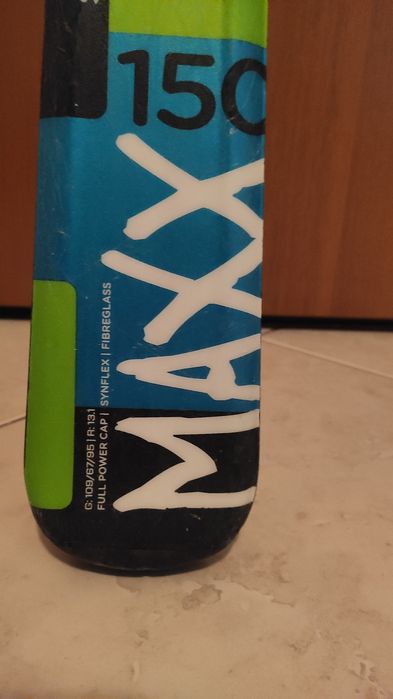 150
MAXX
G: 109/67/95 | R: 13.1
FULL POWER CAP | SYNFLEX | FIBREGLASS